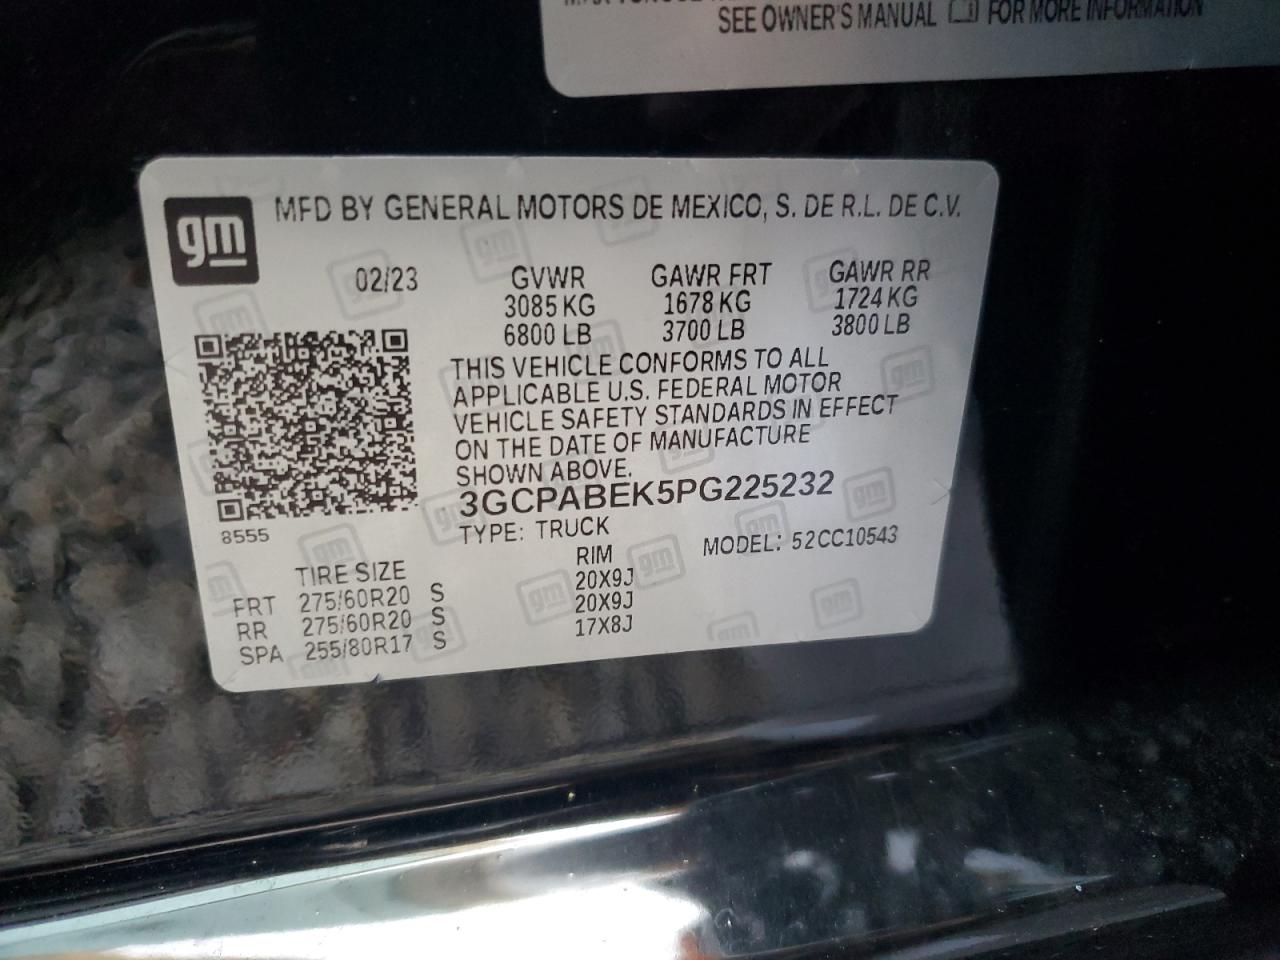 SEE OWNER'S MANUAL FOR MORE INFORMATION
gm MFD BY GENERAL MOTORS DE MEXICO, S. DE R.L. DE C.V.
02/23 GVWR GAWR FRT GAWR RR
3085 KG 1678 KG 1724 KG
6800 LB 3700 LB 3800 LB
THIS VEHICLE CONFORMS TO ALL
APPLICABLE U.S. FEDERAL MOTOR
VEHICLE SAFETY STANDARDS IN EFFECT
ON THE DATE OF MANUFACTURE
SHOWN ABOVE.
3GCPABEK5PG225232
8555
TYPE: TRUCK MODEL: 52CC10543
TIRE SIZE RIM
FRT 275/60R20 S 20X9J
RR 275/60R20 S 20X9J
SPA 255/80R17 S 17X8J